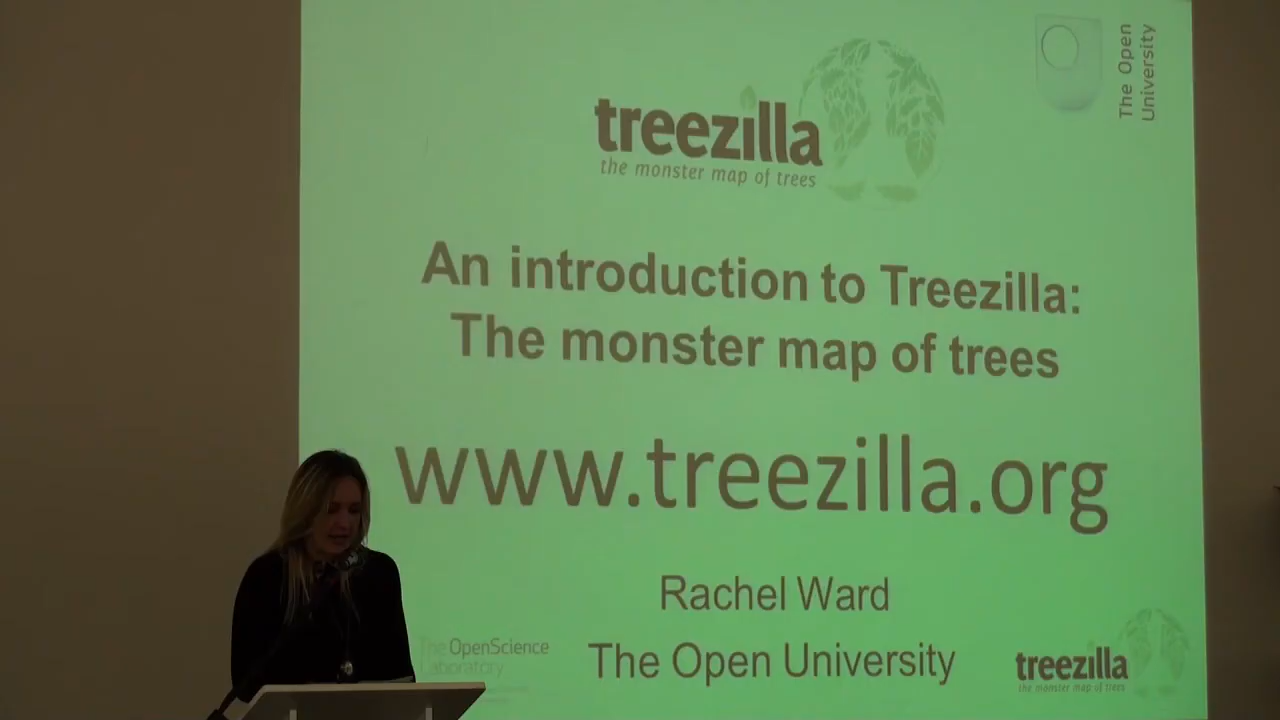 The Open
University
treezilla
the monster map of trees
An introduction to Treezilla:
The monster map of trees
www.treezilla.org
Rachel Ward
The Open University
The OpenScience
Laboratory
treezilla
the monster map of trees